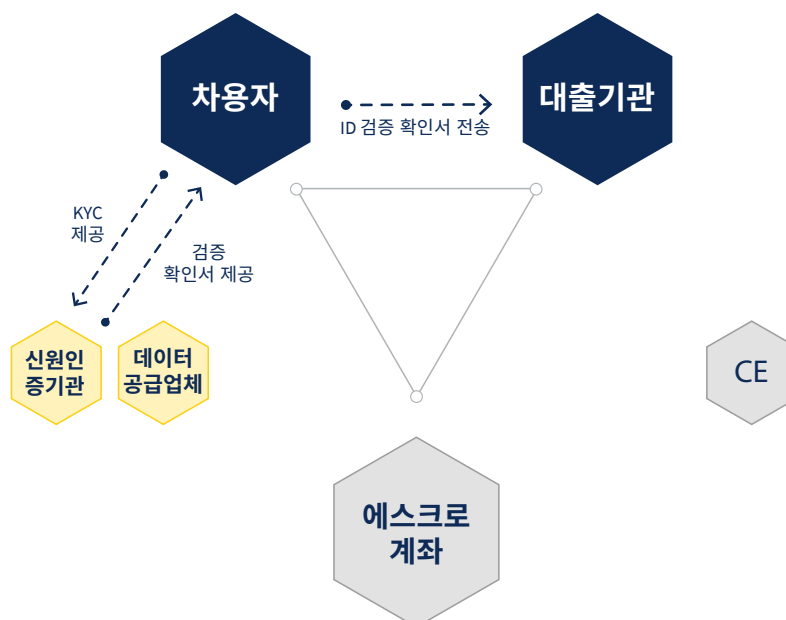 차용자
대출기관
ID 검증 확인서 전송
KYC
제공
검증
확인서 제공
신원인
증기관
데이터
공급업체
CE
에스크로
계좌